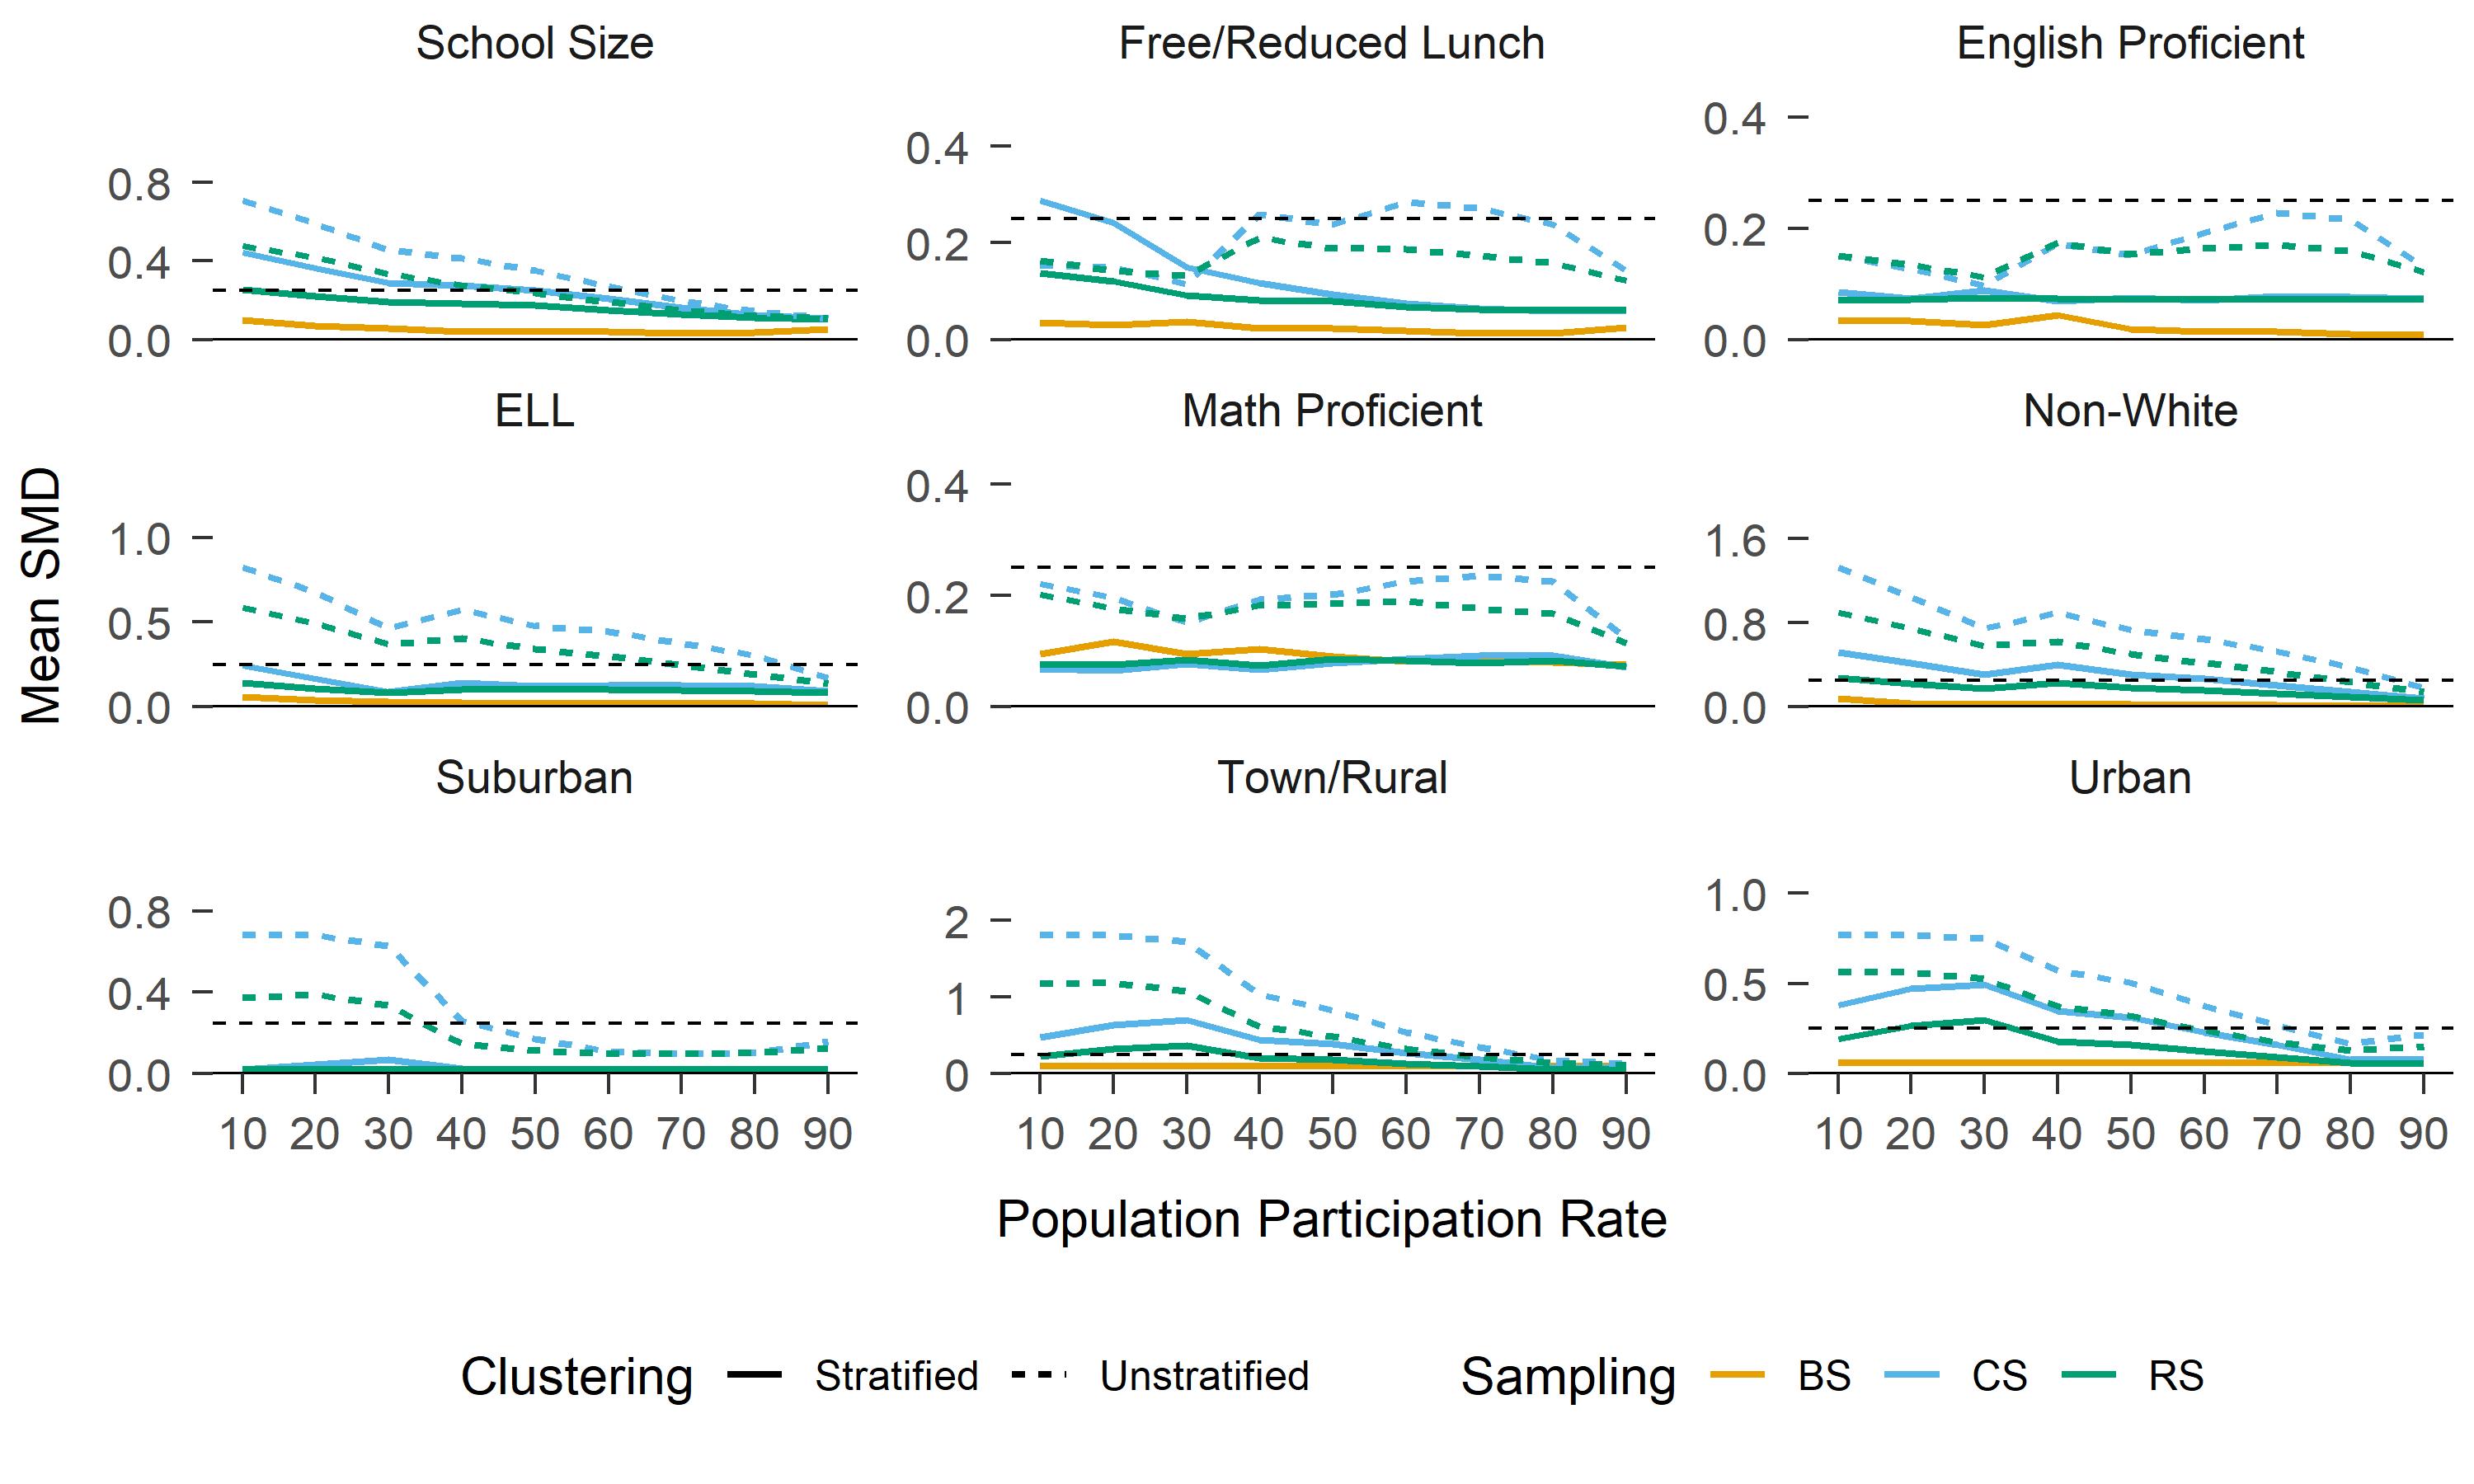 School Size
Free/Reduced Lunch
English Proficient
0.8
0.4
0.0
0.4
0.2
0.0
0.4
0.2
0.0
ELL
Math Proficient
Non-White
1.0
0.5
0.0
0.4
0.2
0.0
1.6
0.8
0.0
Mean SMD
Suburban
Town/Rural
Urban
0.8
0.4
0.0
2
1
0
1.0
0.5
0.0
10 20 30 40 50 60 70 80 90
10 20 30 40 50 60 70 80 90
10 20 30 40 50 60 70 80 90
Population Participation Rate
Clustering Stratified Unstratified Sampling BS CS RS